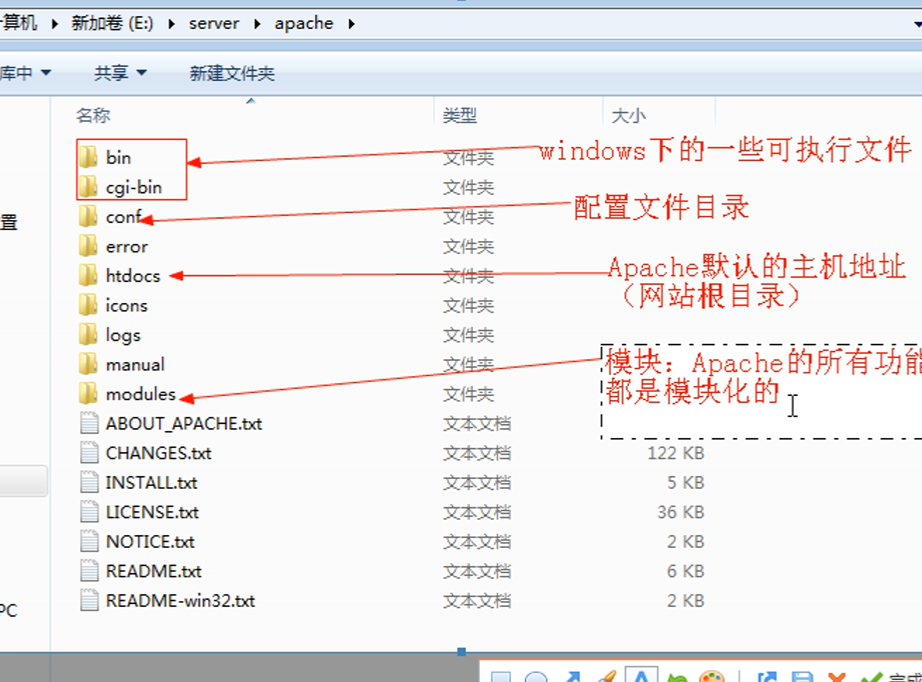 计算机 ▸ 新加卷 (E:) ▸ server ▸ apache ▸
库中 共享 新建文件夹
名称 类型 大小
bin 文件夹
windows下的一些可执行文件
cgi-bin 文件夹
conf 文件夹
配置文件目录
置
error 文件夹
htdocs 文件夹
Apache默认的主机地址
（网站根目录）
icons 文件夹
logs 文件夹
manual 文件夹
模块：Apache的所有功能
都是模块化的
modules 文件夹
ABOUT_APACHE.txt 文本文档
CHANGES.txt 文本文档 122 KB
INSTALL.txt 文本文档 5 KB
LICENSE.txt 文本文档 36 KB
NOTICE.txt 文本文档 2 KB
README.txt 文本文档 6 KB
README-win32.txt 文本文档 2 KB
PC
A 完成